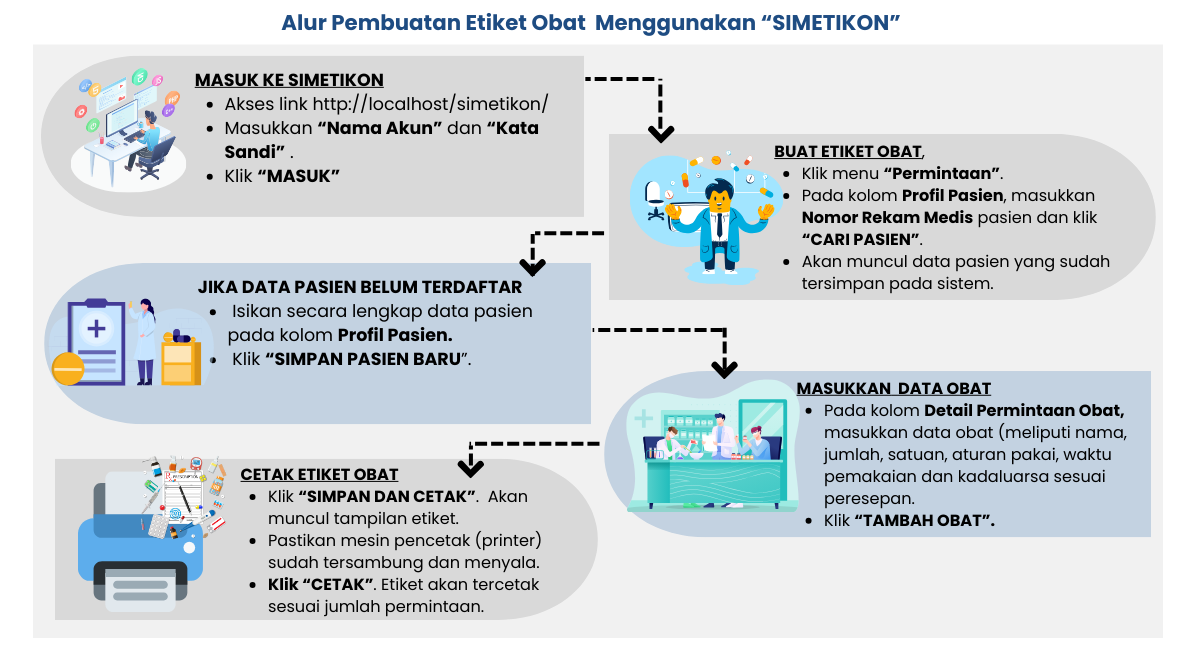 Alur Pembuatan Etiket Obat Menggunakan “SIMETIKON”
MASUK KE SIMETIKON
• Akses link http://localhost/simetikon/
• Masukkan “Nama Akun” dan “Kata
Sandi” .
• Klik “MASUK”
BUAT ETIKET OBAT,
• Klik menu “Permintaan”.
• Pada kolom Profil Pasien, masukkan
Nomor Rekam Medis pasien dan klik
“CARI PASIEN”.
• Akan muncul data pasien yang sudah
tersimpan pada sistem.
JIKA DATA PASIEN BELUM TERDAFTAR
• Isikan secara lengkap data pasien
pada kolom Profil Pasien.
• Klik “SIMPAN PASIEN BARU”.
MASUKKAN DATA OBAT
• Pada kolom Detail Permintaan Obat,
masukkan data obat (meliputi nama,
jumlah, satuan, aturan pakai, waktu
pemakaian dan kadaluarsa sesuai
peresepan.
• Klik “TAMBAH OBAT”.
CETAK ETIKET OBAT
• Klik “SIMPAN DAN CETAK”. Akan
muncul tampilan etiket.
• Pastikan mesin pencetak (printer)
sudah tersambung dan menyala.
• Klik “CETAK”. Etiket akan tercetak
sesuai jumlah permintaan.